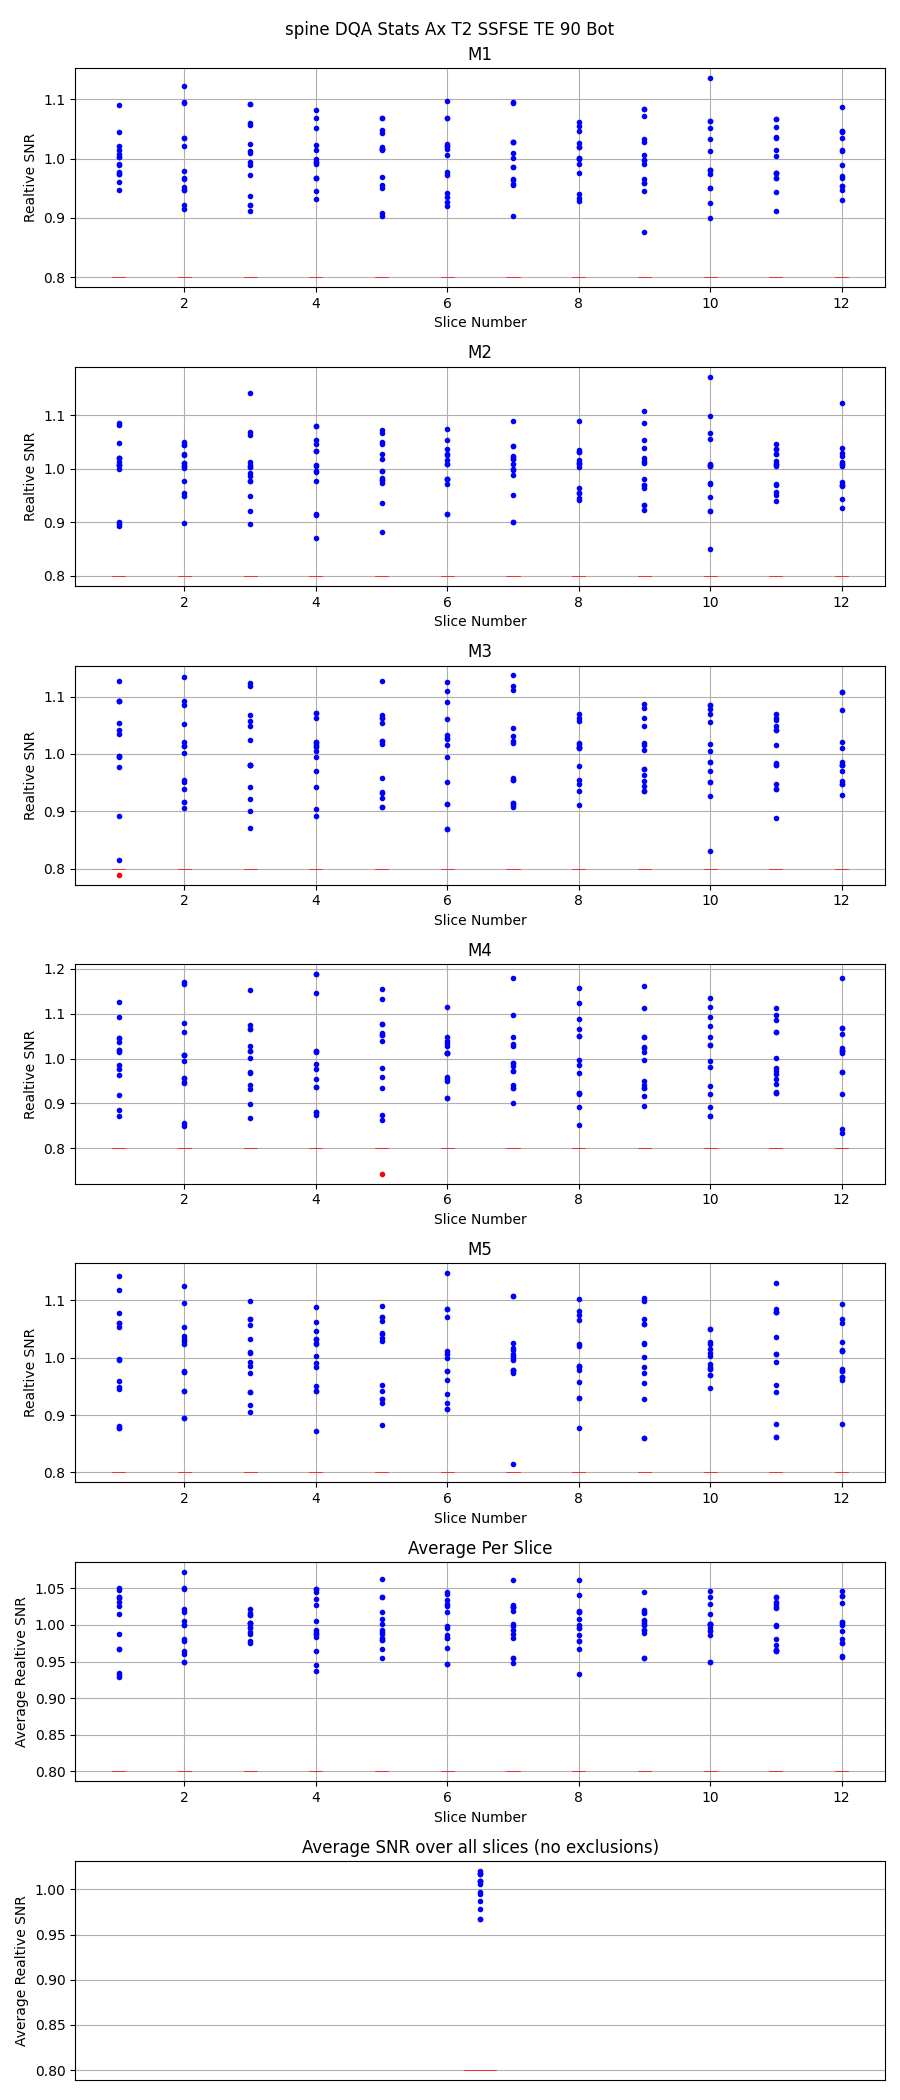 spine DQA Stats Ax T2 SSFSE TE 90 Bot
M1
Realtive SNR
1.1
1.0
0.9
0.8
2 4 6 8 10 12
Slice Number
M2
Realtive SNR
1.1
1.0
0.9
0.8
2 4 6 8 10 12
Slice Number
M3
Realtive SNR
1.1
1.0
0.9
0.8
2 4 6 8 10 12
Slice Number
M4
Realtive SNR
1.2
1.1
1.0
0.9
0.8
2 4 6 8 10 12
Slice Number
M5
Realtive SNR
1.1
1.0
0.9
0.8
2 4 6 8 10 12
Slice Number
Average Per Slice
Average Realtive SNR
1.05
1.00
0.95
0.90
0.85
0.80
2 4 6 8 10 12
Slice Number
Average SNR over all slices (no exclusions)
Average Realtive SNR
1.00
0.95
0.90
0.85
0.80